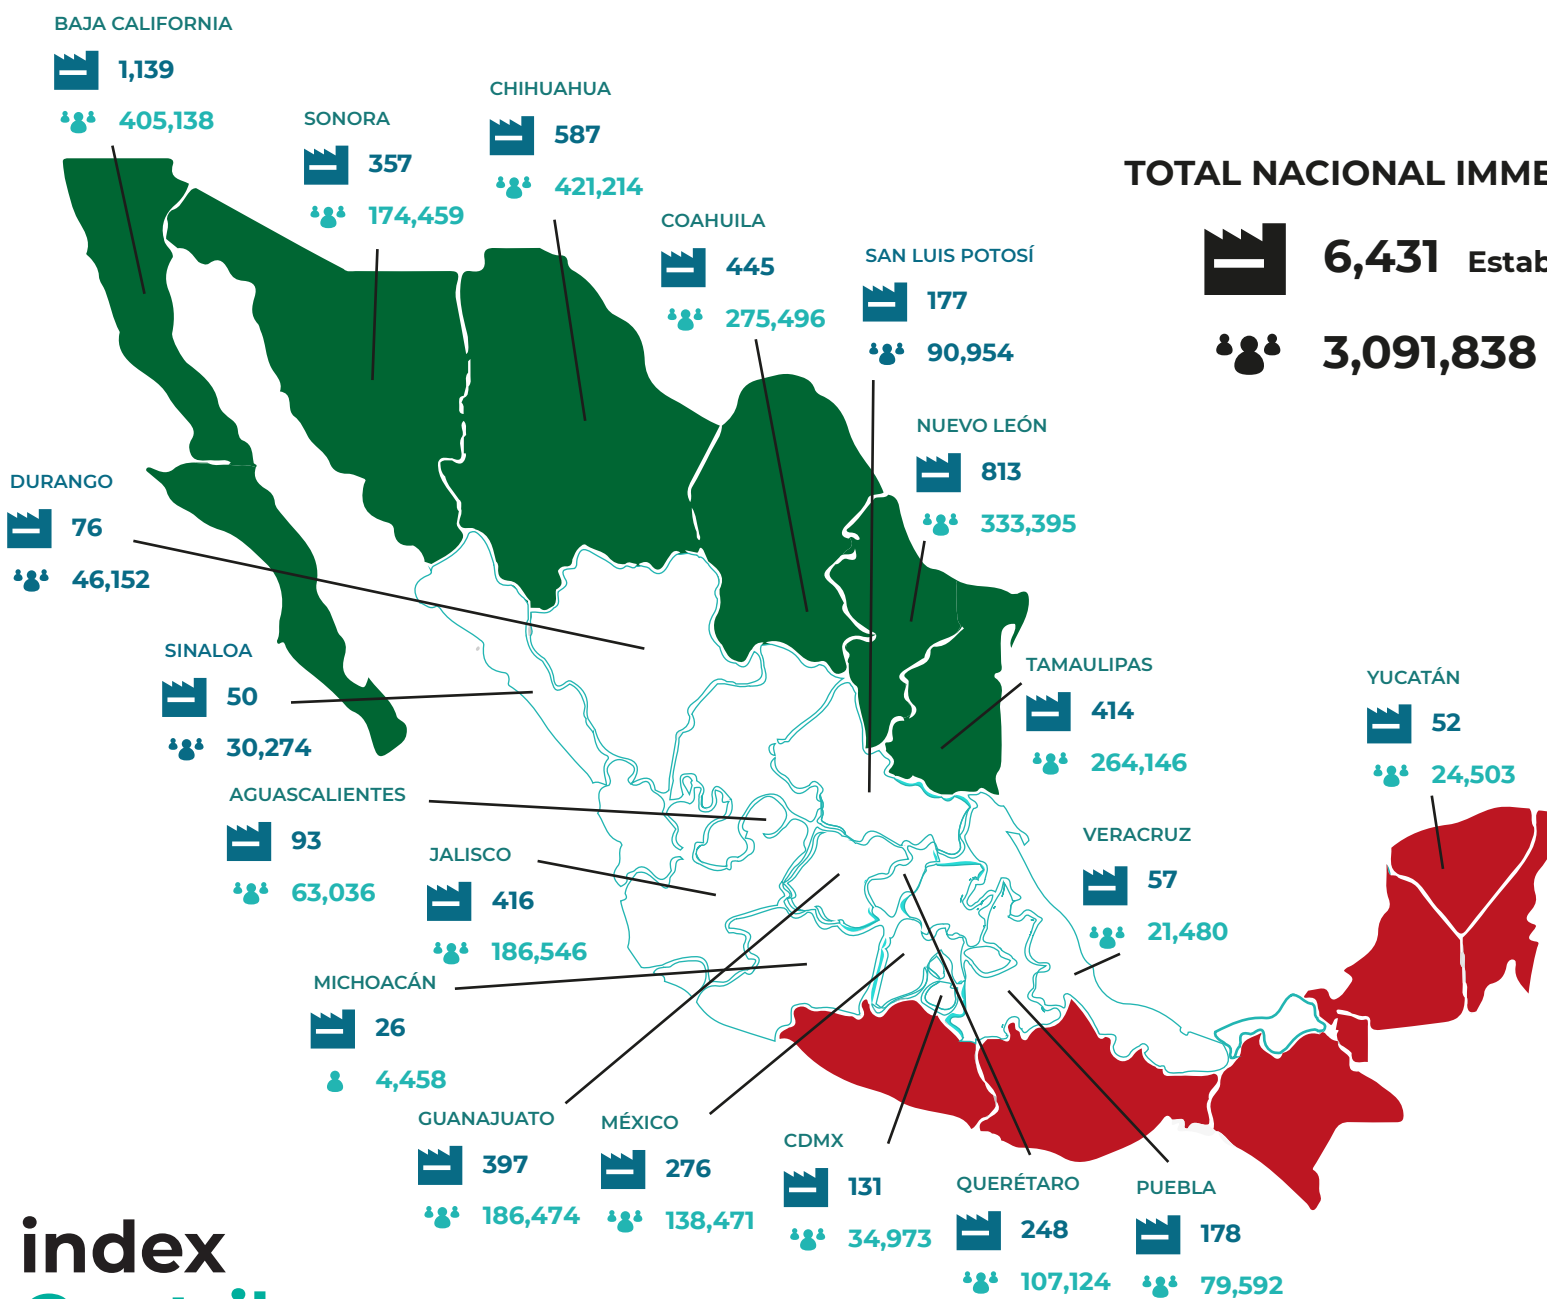 BAJA CALIFORNIA
1,139
405,138
SONORA
357
174,459
CHIHUAHUA
587
421,214
COAHUILA
445
275,496
SAN LUIS POTOSÍ
177
90,954
TOTAL NACIONAL IMME
6,431 Estab
3,091,838
NUEVO LEÓN
813
333,395
DURANGO
76
46,152
SINALOA
50
30,274
TAMAULIPAS
414
264,146
YUCATÁN
52
24,503
AGUASCALIENTES
93
63,036
JALISCO
416
186,546
VERACRUZ
57
21,480
MICHOACÁN
26
4,458
GUANAJUATO
397
186,474
MÉXICO
276
138,471
CDMX
131
34,973
QUERÉTARO
248
107,124
PUEBLA
178
79,592
index